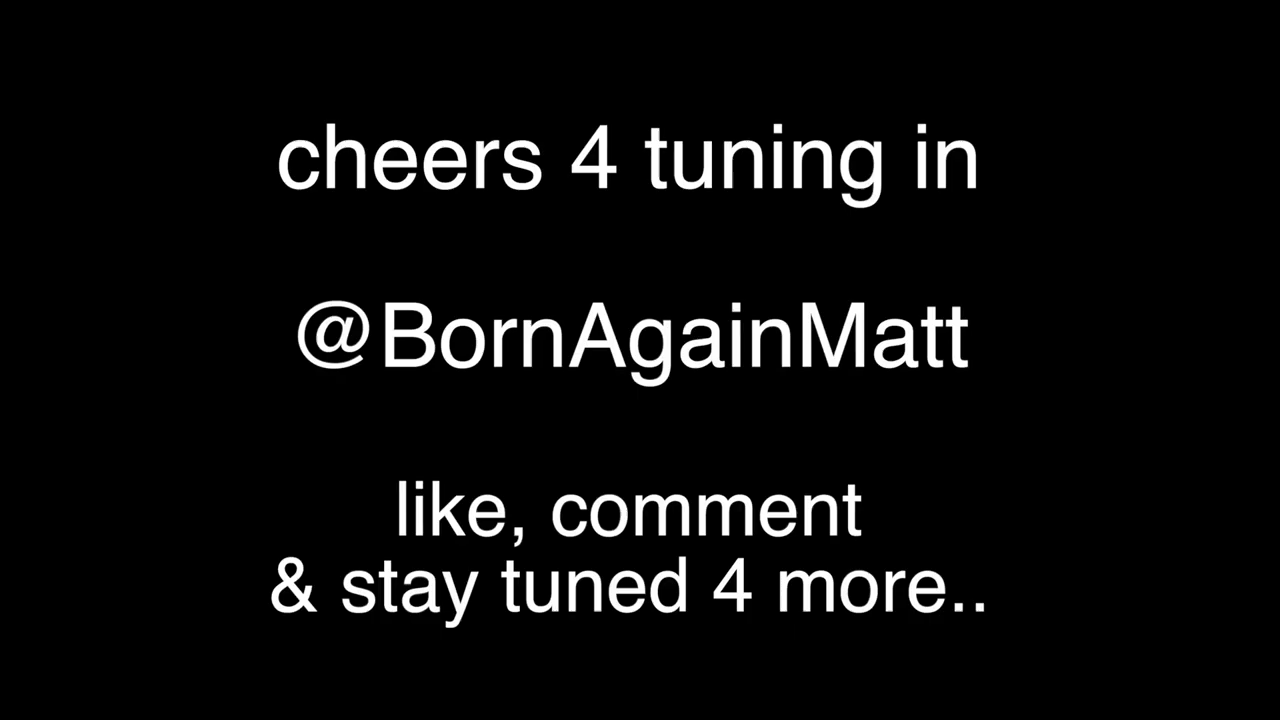 cheers 4 tuning in
@BornAgainMatt
like, comment
& stay tuned 4 more..